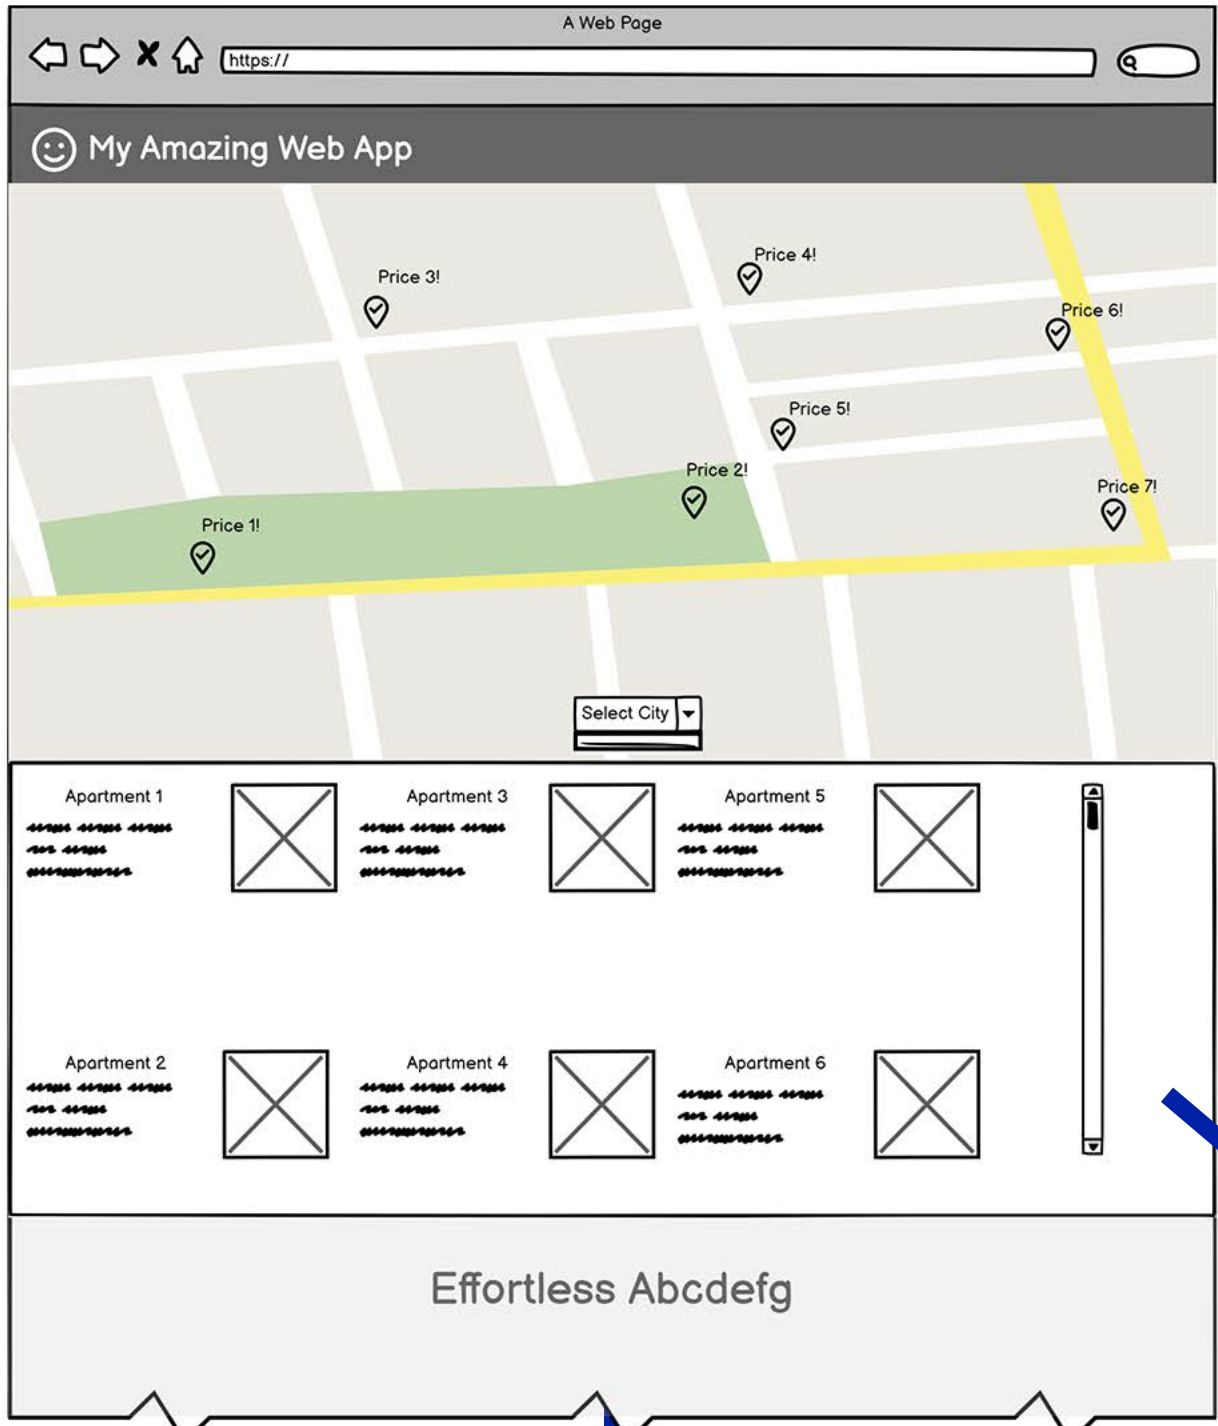 A Web Page
https://
My Amazing Web App
Price 4!
Price 3!
Price 6!
Price 5!
Price 2!
Price 7!
Price 1!
Select City
Apartment 1
Apartment 3
Apartment 5
Apartment 2
Apartment 4
Apartment 6
Effortless Abcdefg